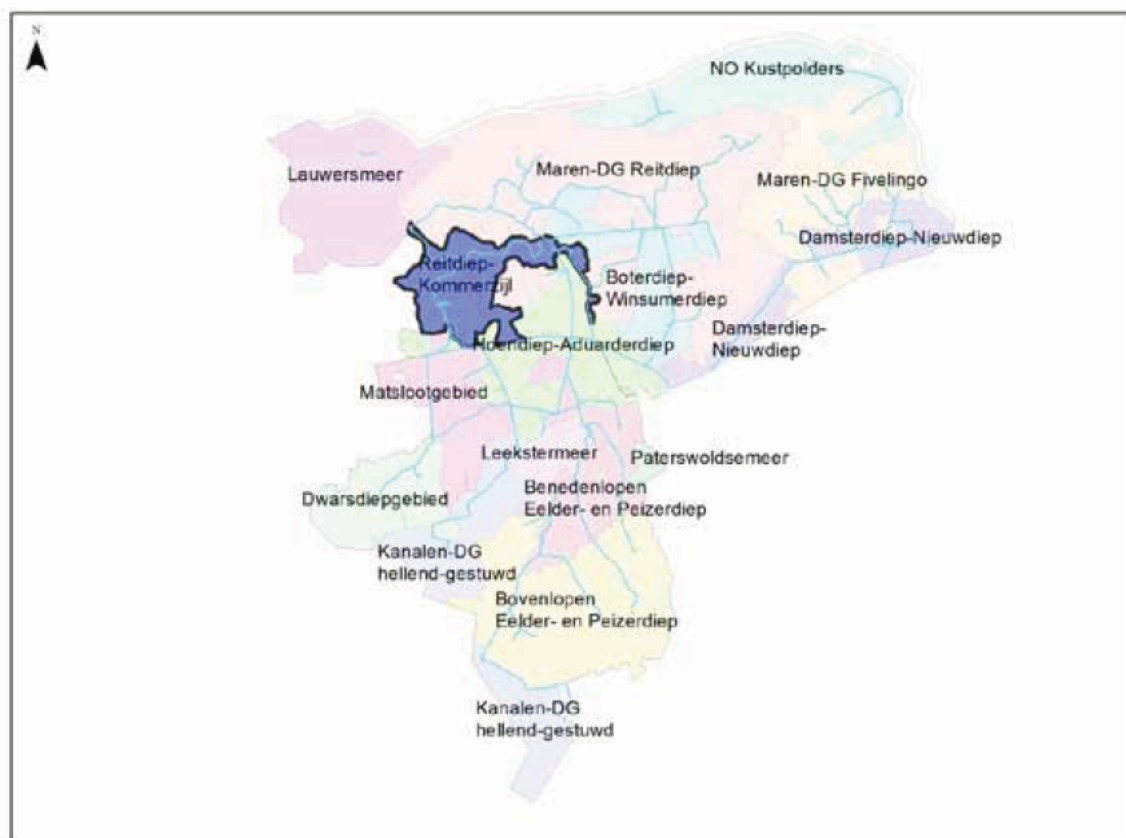 N
NO Kustpolders
Lauwersmeer
Maren-DG Reitdiep
Maren-DG Fivelingo
Damsterdiep-Nieuwdiep
Reitdiep-
Kommerzijl
Boterdiep-
Winsumerdiep
Damsterdiep-
Nieuwdiep
Hoendiep-Aduarderdiep
Matslootgebied
Leekstermeer
Paterswoldsemeer
Dwarsdiepgebied
Benedenlopen
Eelder- en Peizerdiep
Kanalen-DG
hellend-gestuwd
Bovenlopen
Eelder- en Peizerdiep
Kanalen-DG
hellend-gestuwd